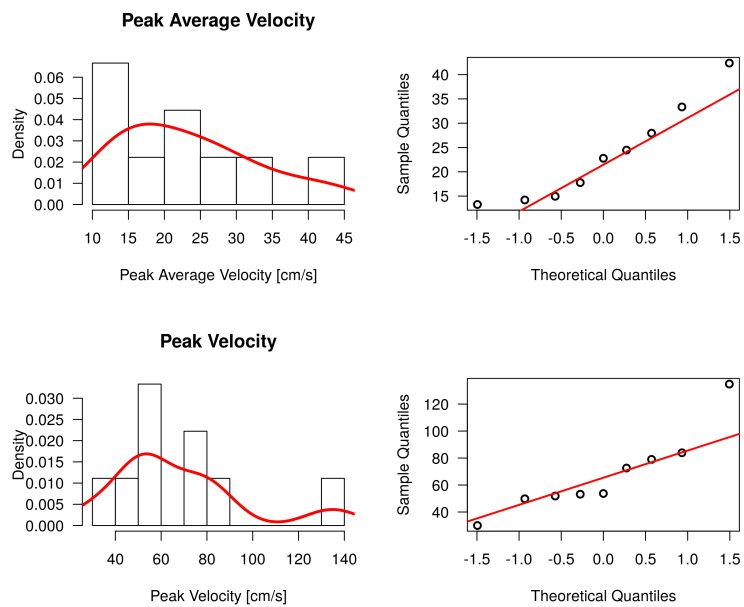 Peak Average Velocity
Density
0.06
0.05
0.04
0.03
0.02
0.01
0.00
10 15 20 25 30 35 40 45
Peak Average Velocity [cm/s]
Sample Quantiles
40
35
30
25
20
15
-1.5 -1.0 -0.5 0.0 0.5 1.0 1.5
Theoretical Quantiles
Peak Velocity
Density
0.030
0.025
0.020
0.015
0.010
0.005
0.000
40 60 80 100 120 140
Peak Velocity [cm/s]
Sample Quantiles
120
100
80
60
40
-1.5 -1.0 -0.5 0.0 0.5 1.0 1.5
Theoretical Quantiles